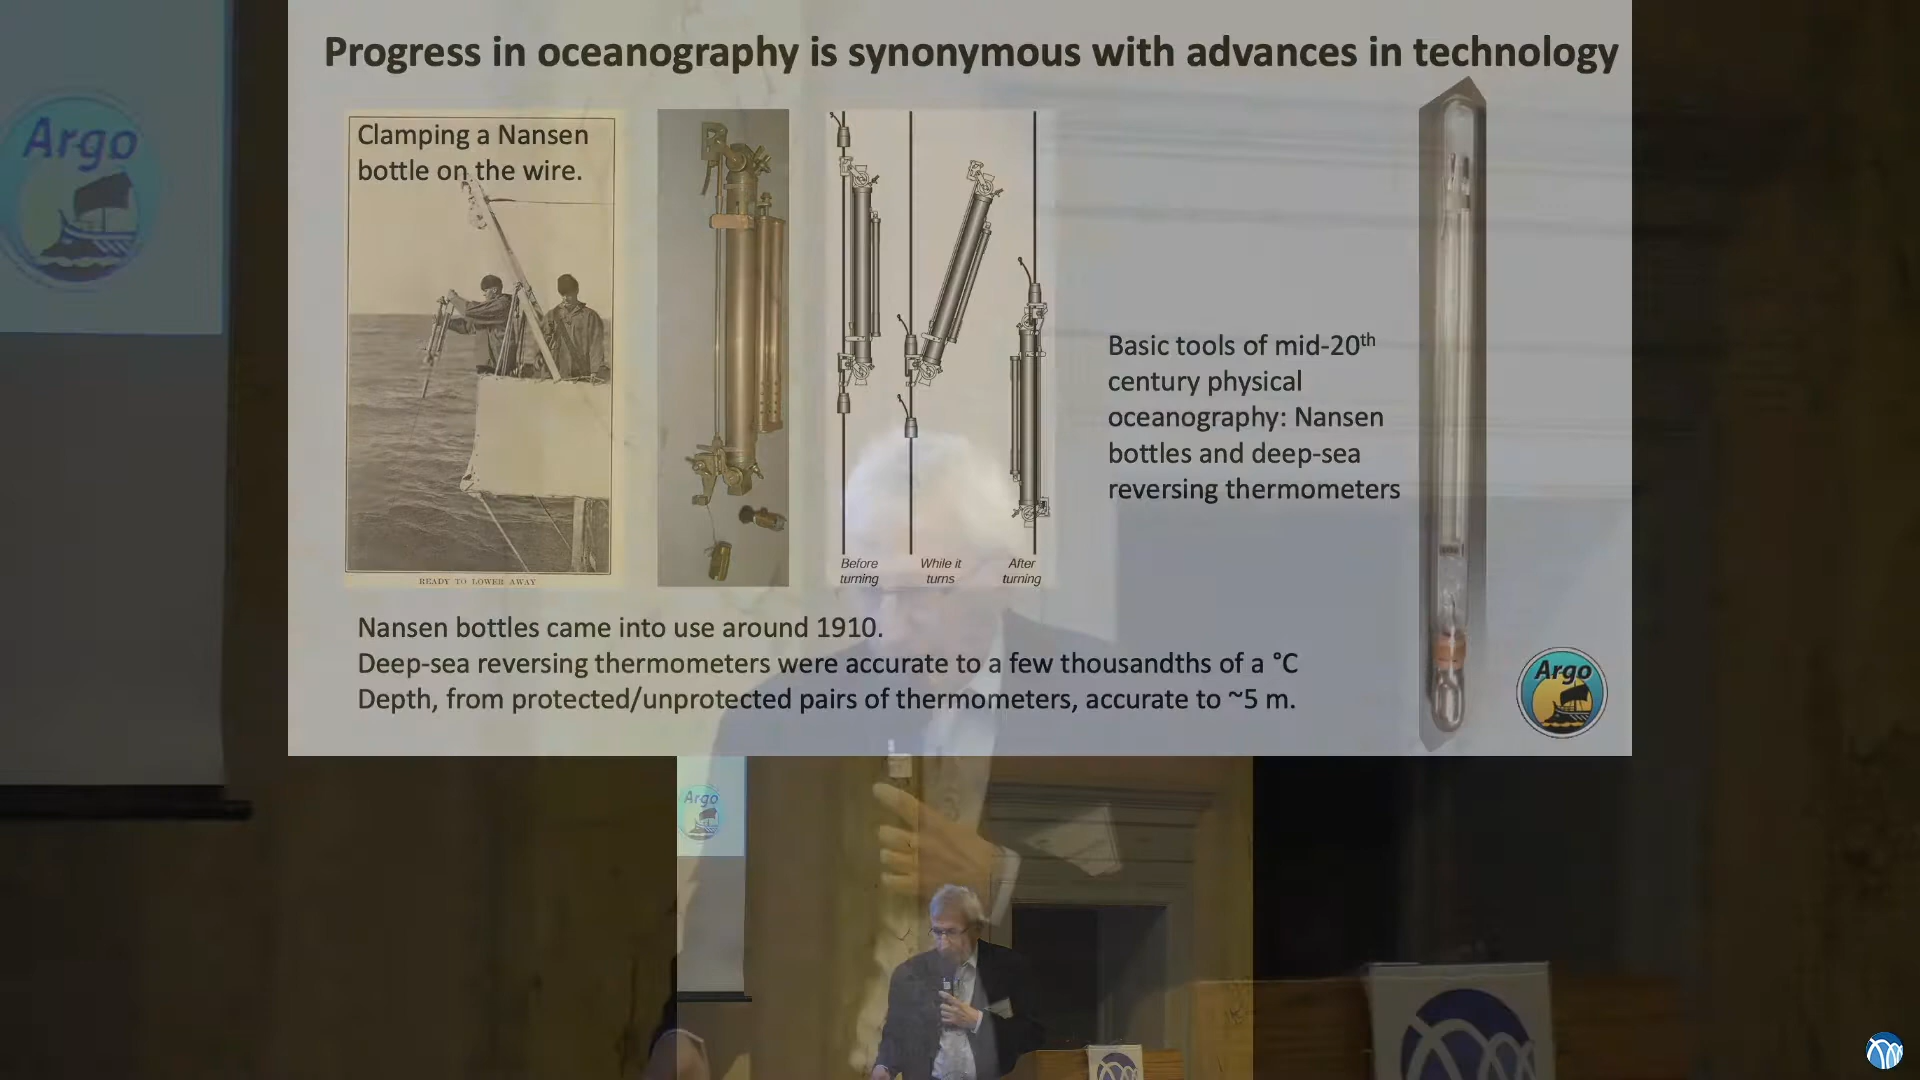 Progress in oceanography is synonymous with advances in technology
Argo
Clamping a Nansen
bottle on the wire.
READY TO LOWER AWAY
Before
turning
While it
turns
After
turning
Basic tools of mid-20th
century physical
oceanography: Nansen
bottles and deep-sea
reversing thermometers
Nansen bottles came into use around 1910.
Deep-sea reversing thermometers were accurate to a few thousandths of a °C
Depth, from protected/unprotected pairs of thermometers, accurate to ~5 m.
Argo
Argo